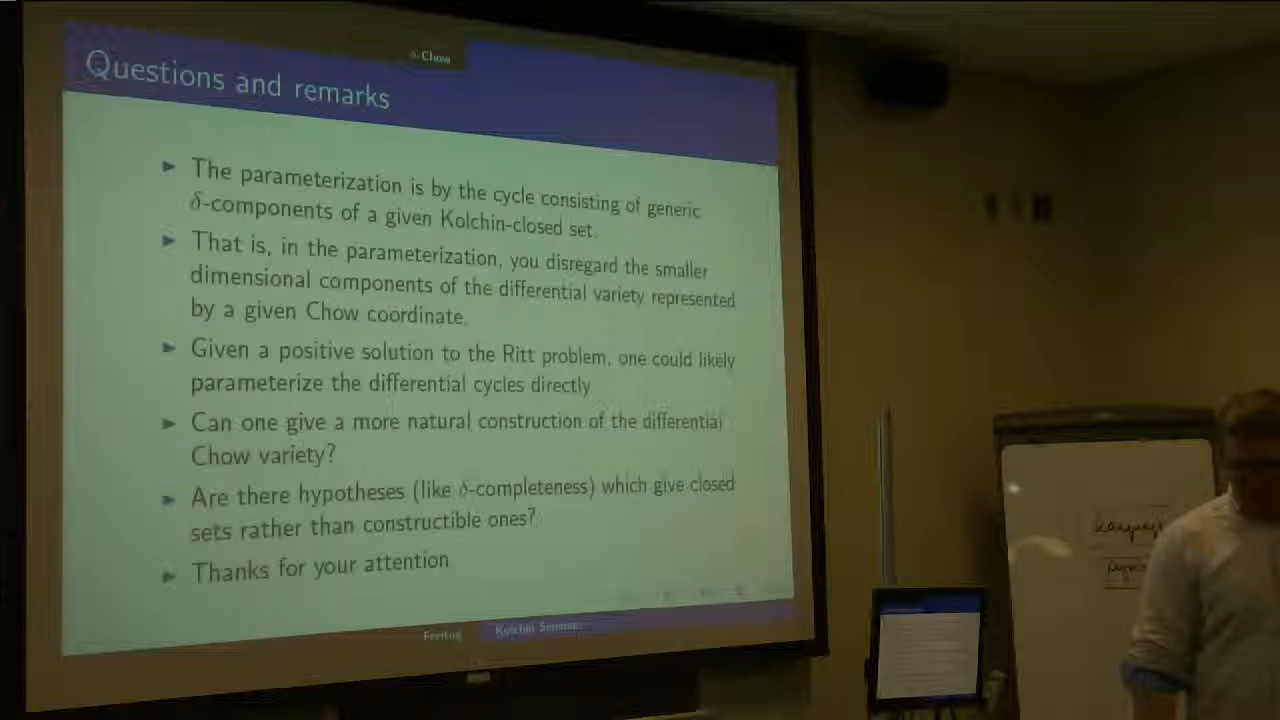 δ-Chow
Questions and remarks
► The parameterization is by the cycle consisting of generic
δ-components of a given Kolchin-closed set.
► That is, in the parameterization, you disregard the smaller
dimensional components of the differential variety represented
by a given Chow coordinate.
► Given a positive solution to the Ritt problem, one could likely
parameterize the differential cycles directly
► Can one give a more natural construction of the differential
Chow variety?
► Are there hypotheses (like δ-completeness) which give closed
sets rather than constructible ones?
► Thanks for your attention
Freitag Kolchin Seminar